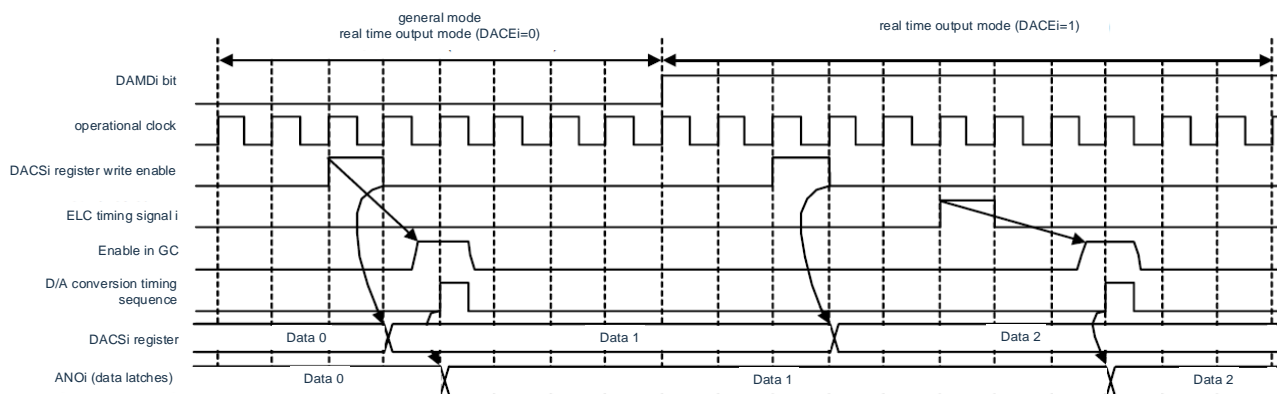 general mode
real time output mode (DACEi=0)
real time output mode (DACEi=1)
DAMDi bit
operational clock
DACSi register write enable
ELC timing signal i
Enable in GC
D/A conversion timing
sequence
DACSi register
Data 0
Data 1
Data 2
ANOi (data latches)
Data 0
Data 1
Data 2